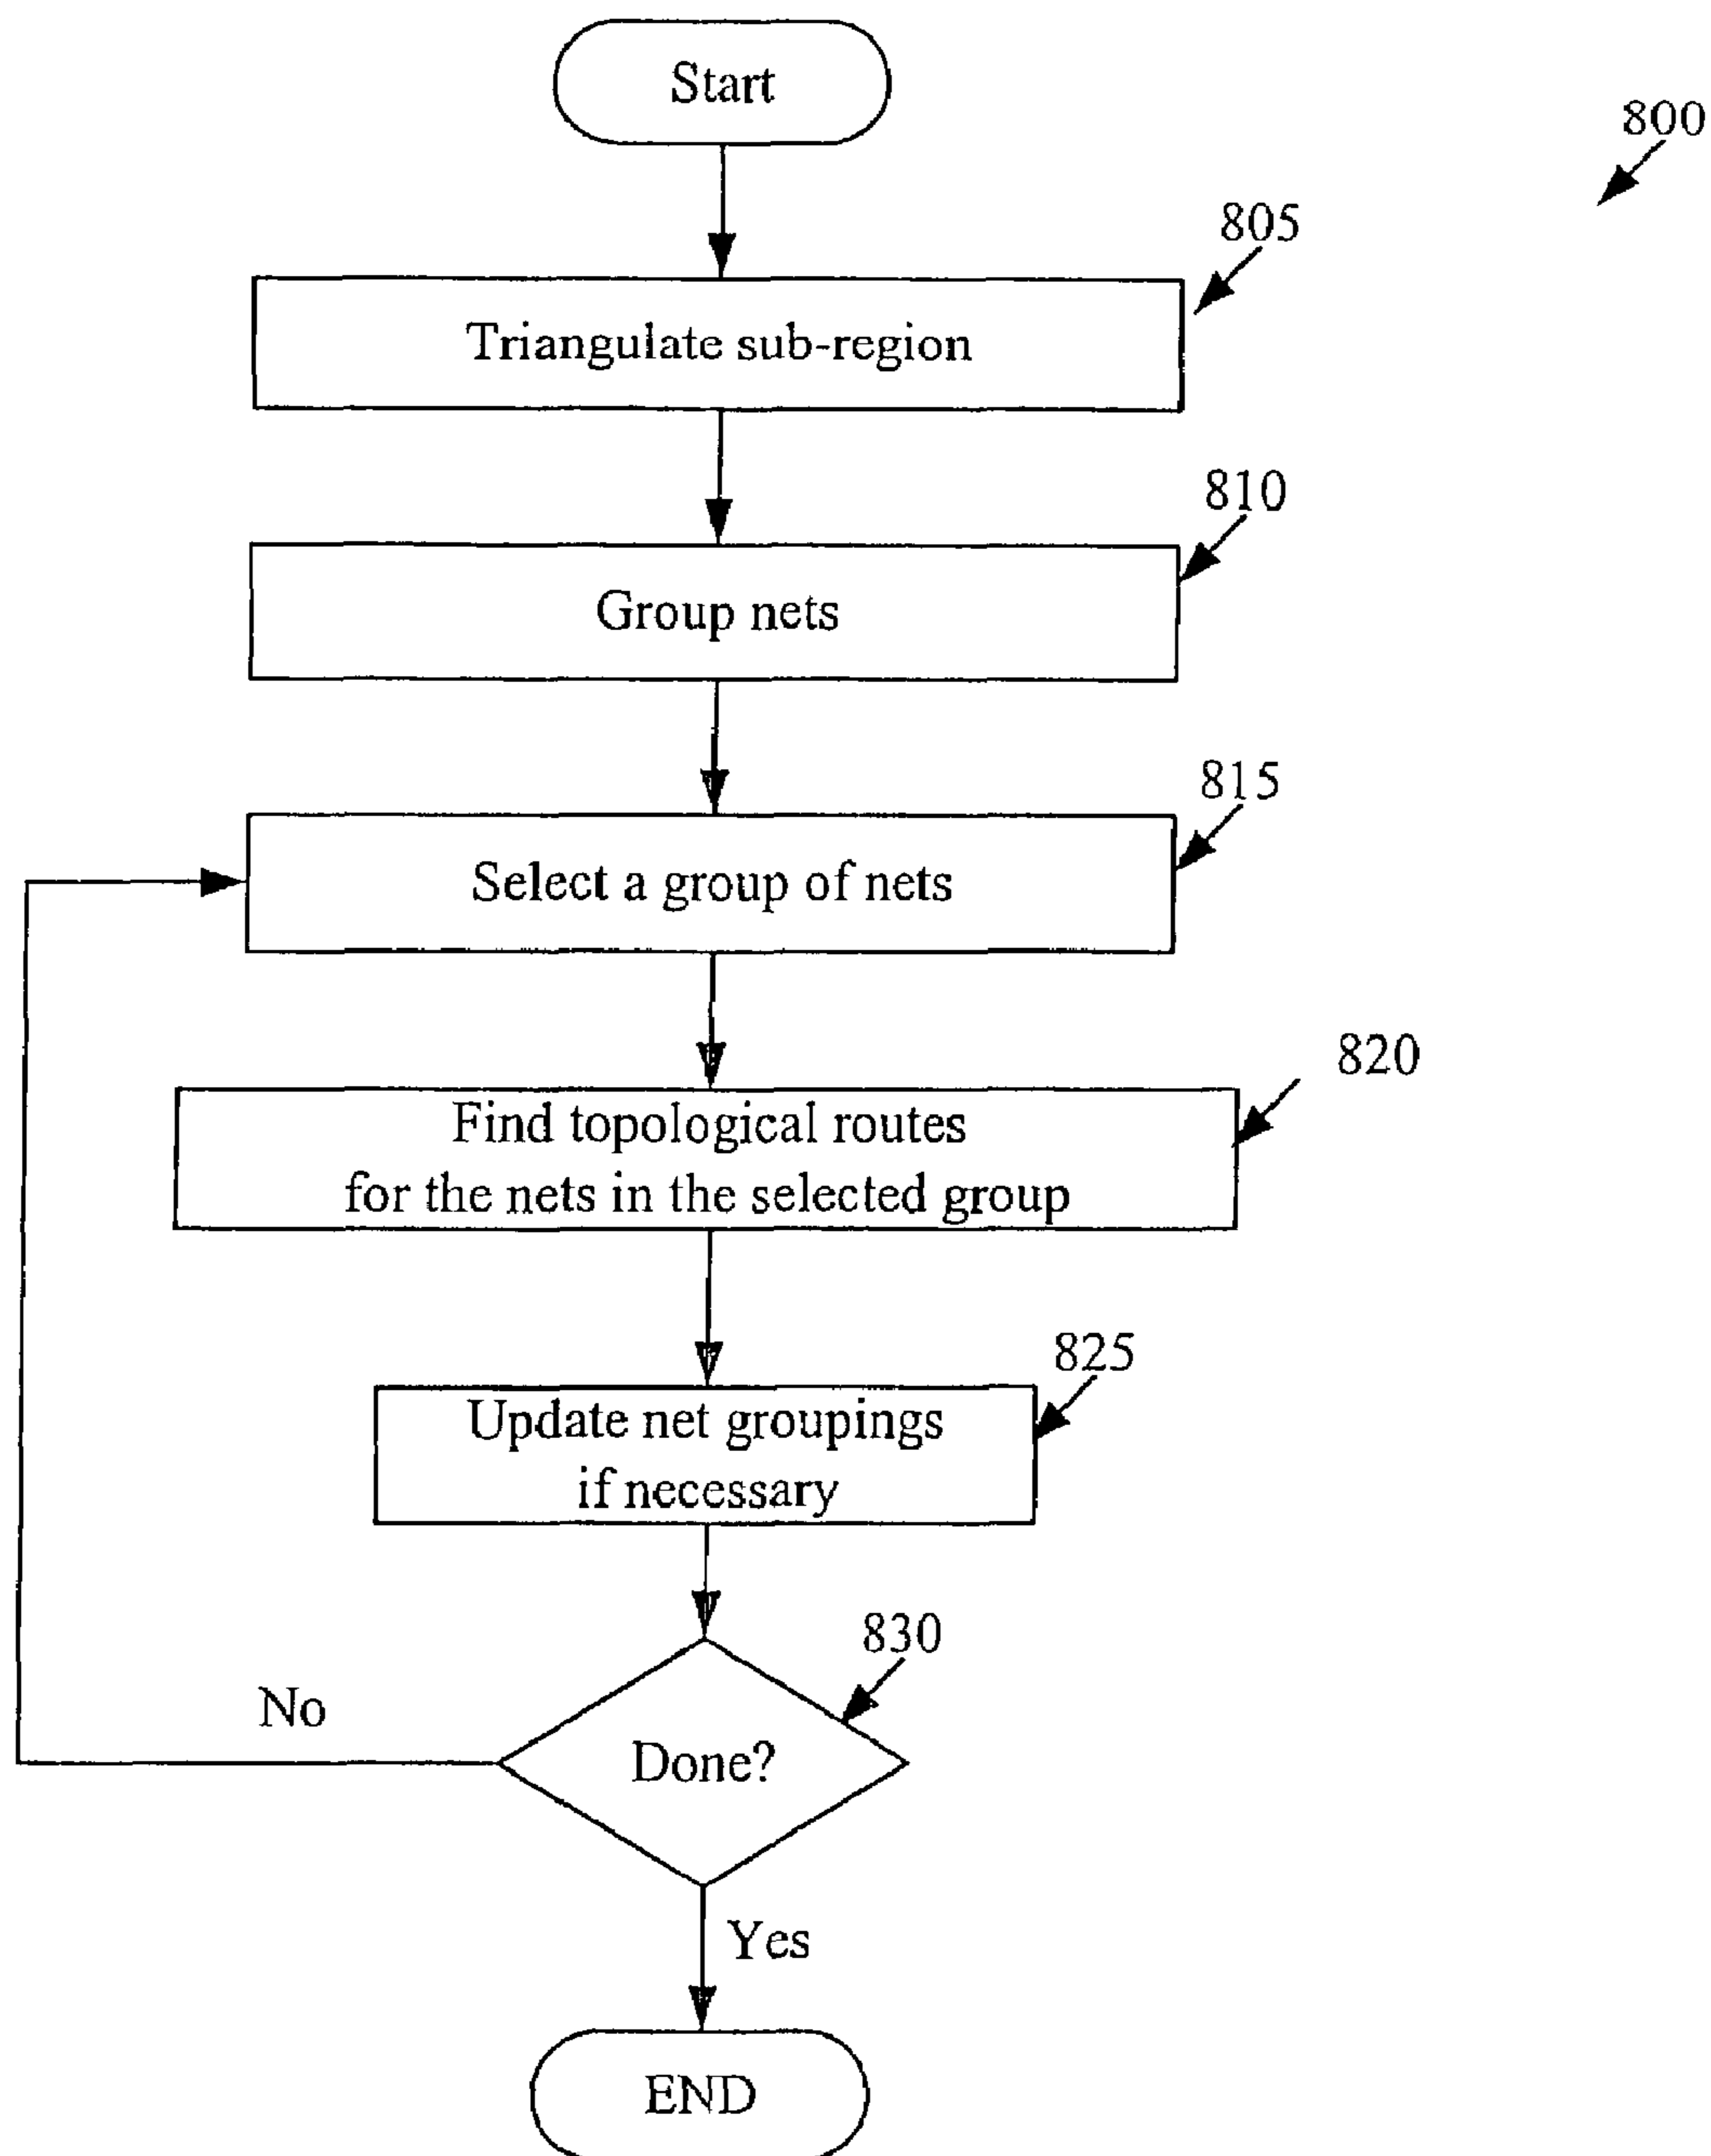 Start
800
805
Triangulate sub-region
810
Group nets
815
Select a group of nets
820
Find topological routes
for the nets in the selected group
825
Update net groupings
if necessary
830
No
Done?
Yes
END